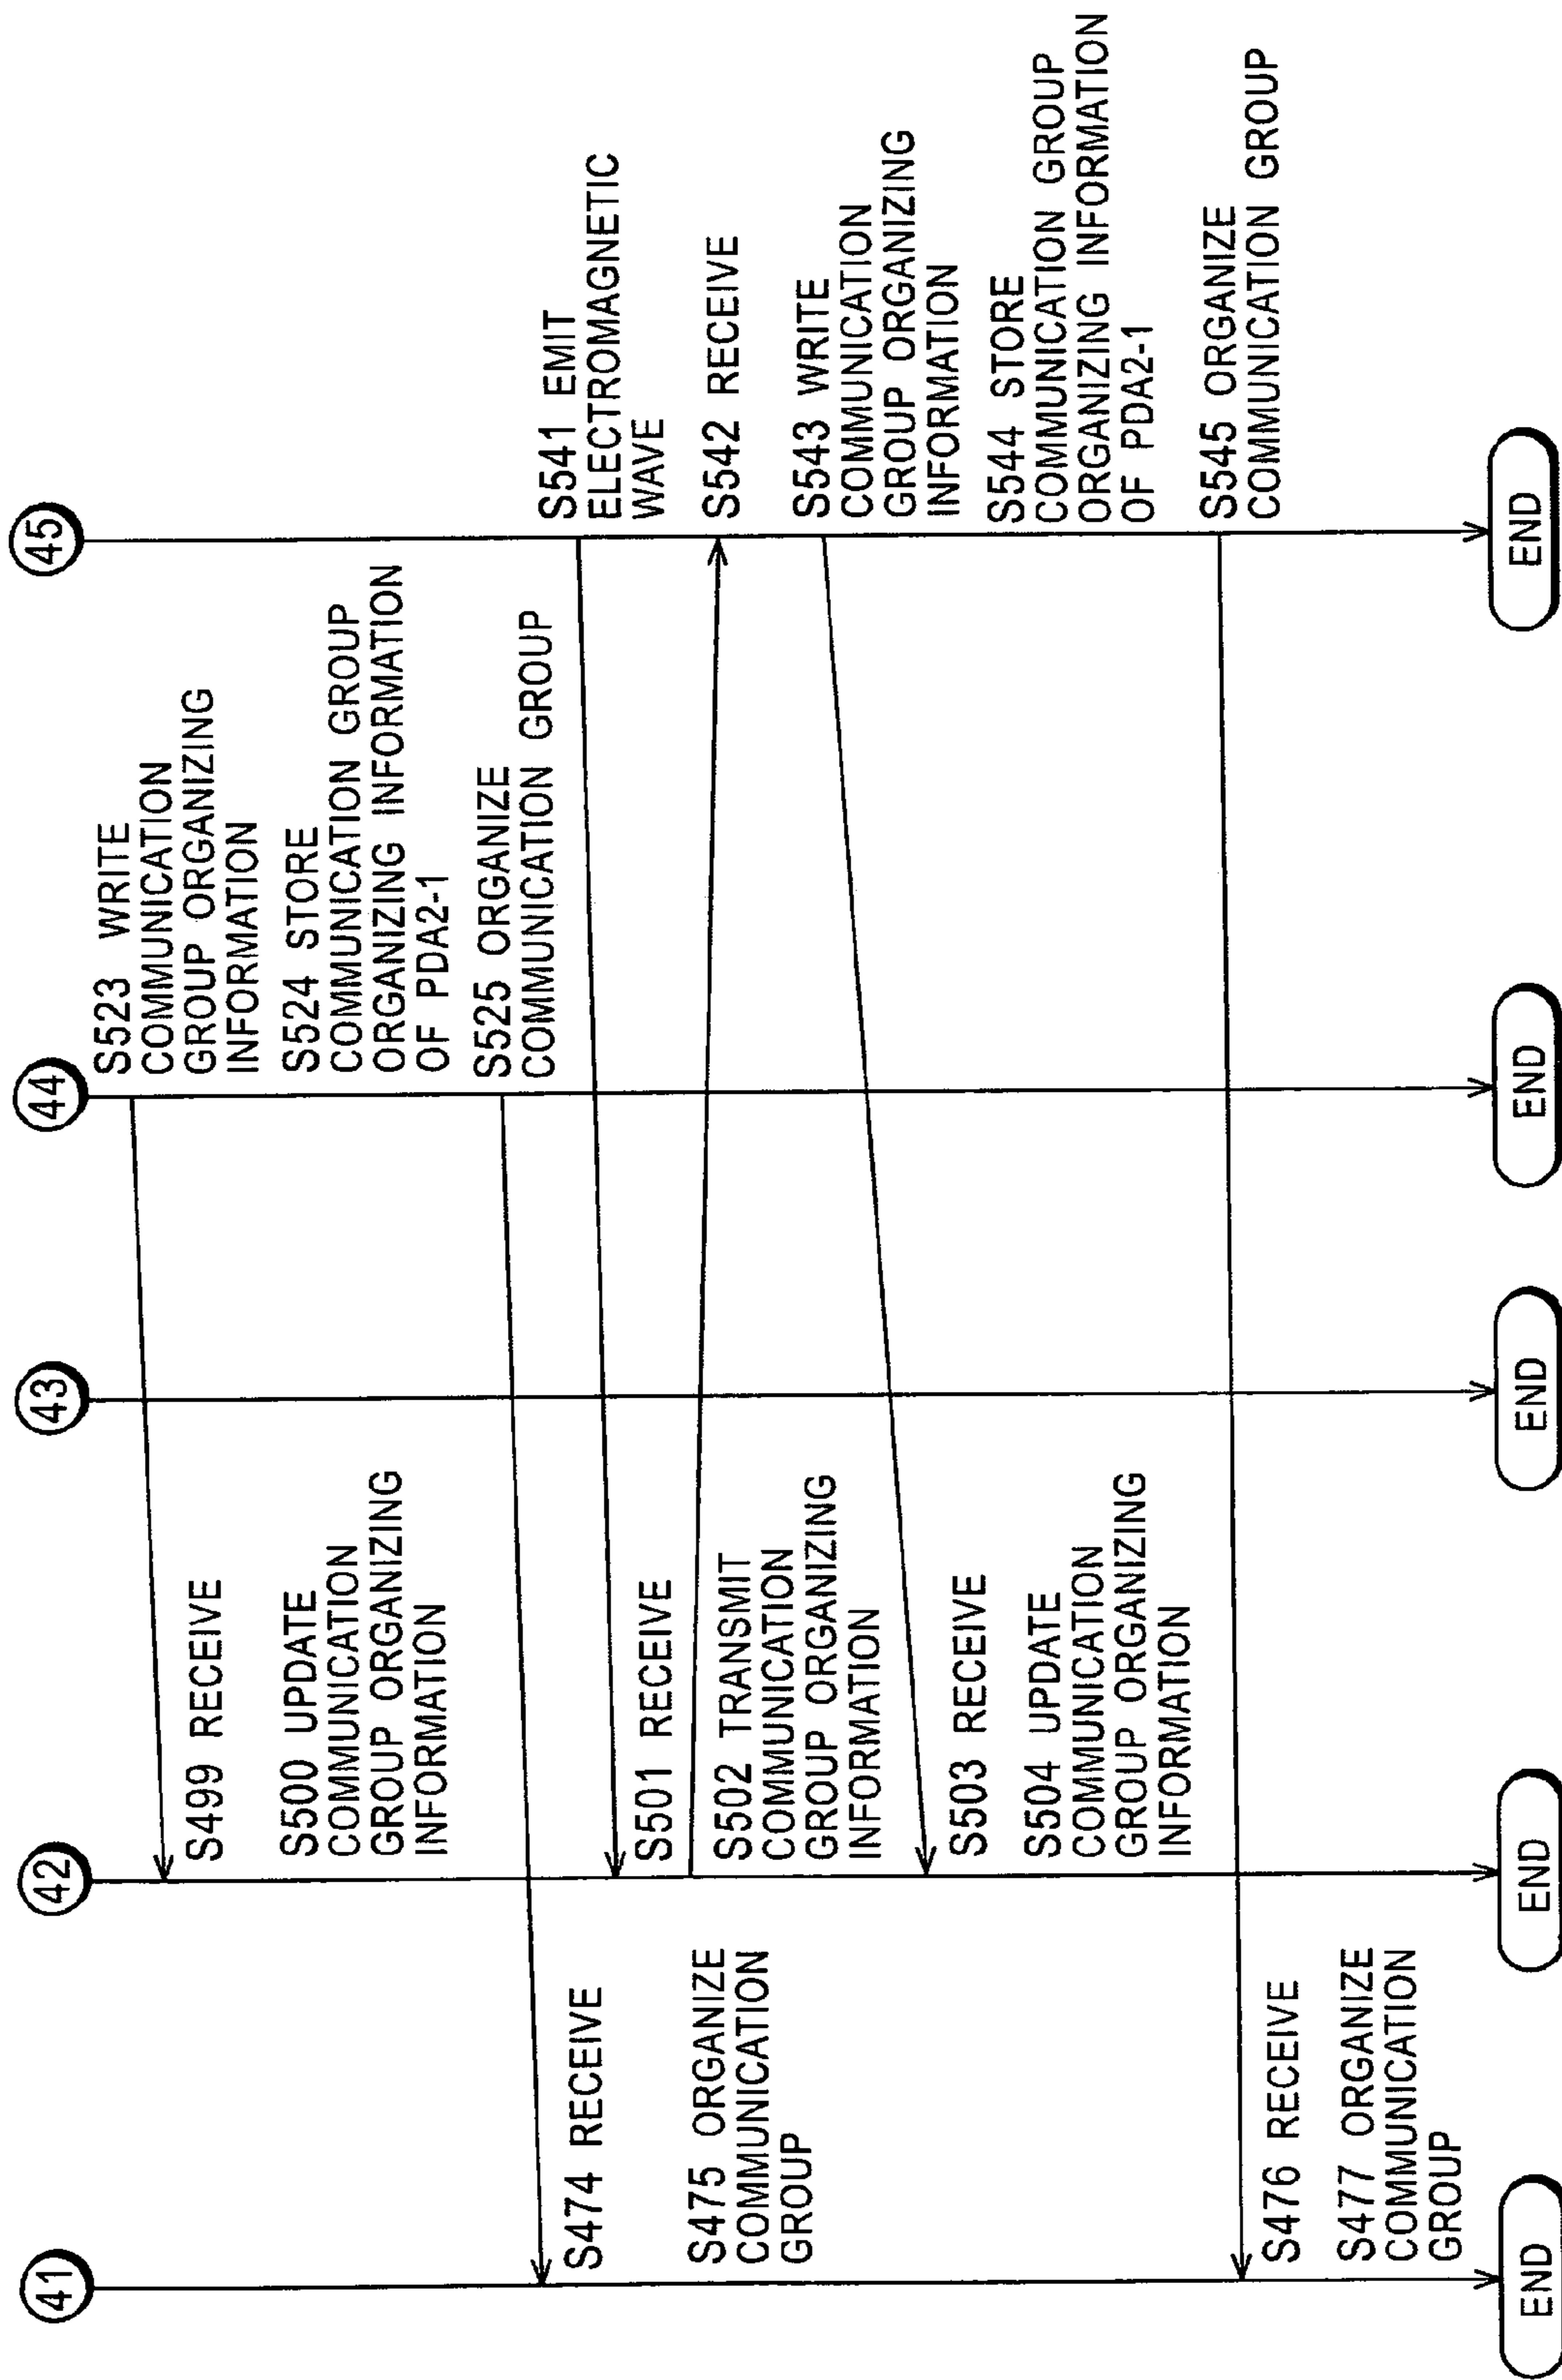 41
S474 RECEIVE
S475 ORGANIZE
COMMUNICATION
GROUP
S476 RECEIVE
S477 ORGANIZE
COMMUNICATION
GROUP
END
42
S499 RECEIVE
S500 UPDATE
COMMUNICATION
GROUP ORGANIZING
INFORMATION
S501 RECEIVE
S502 TRANSMIT
COMMUNICATION
GROUP ORGANIZING
INFORMATION
S503 RECEIVE
S504 UPDATE
COMMUNICATION
GROUP ORGANIZING
INFORMATION
END
43
END
44
S523 WRITE
COMMUNICATION
GROUP ORGANIZING
INFORMATION
S524 STORE
COMMUNICATION GROUP
ORGANIZING INFORMATION
OF PDA2-1
S525 ORGANIZE
COMMUNICATION GROUP
END
45
S541 EMIT
ELECTROMAGNETIC
WAVE
S542 RECEIVE
S543 WRITE
COMMUNICATION
GROUP ORGANIZING
INFORMATION
S544 STORE
COMMUNICATION GROUP
ORGANIZING INFORMATION
OF PDA2-1
S545 ORGANIZE
COMMUNICATION GROUP
END